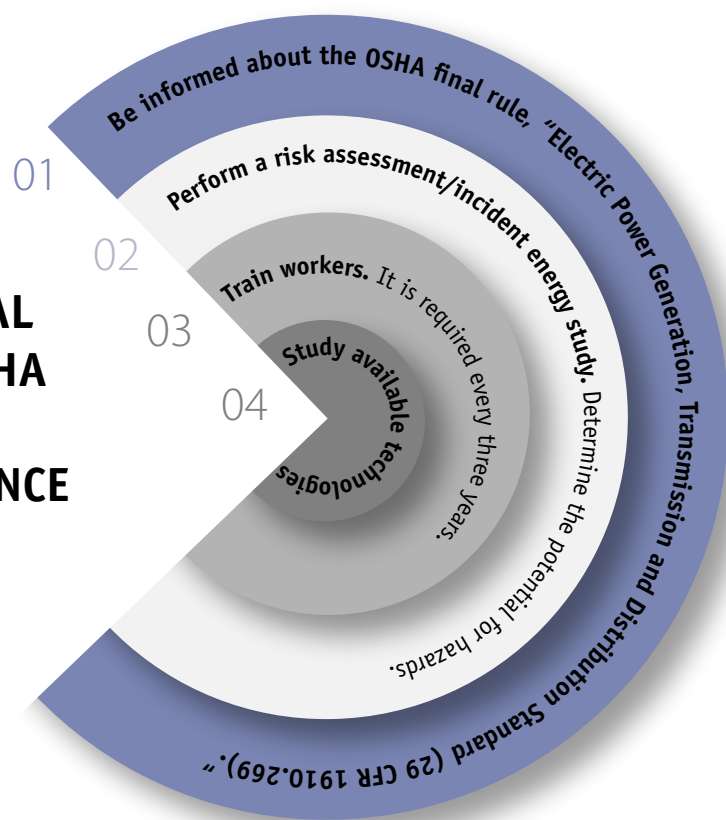 01
Be informed about the OSHA final rule, “Electric Power Generation, Transmission and Distribution Standard (29 CFR 1910.269).”
02
Perform a risk assessment/incident energy study. Determine the potential for hazards.
03
Train workers. It is required every three years.
04
Study available technologies
AL
HA
NCE